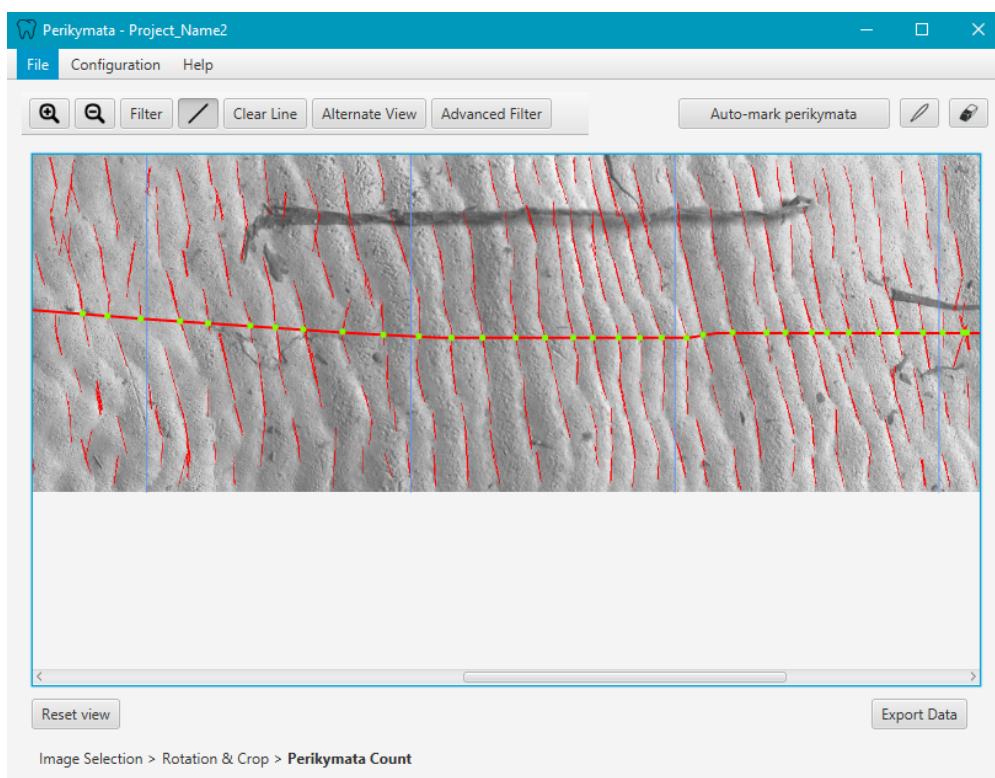 Perikymata - Project_Name2
File Configuration Help
Filter Clear Line Alternate View Advanced Filter Auto-mark perikymata
Reset view Export Data
Image Selection > Rotation & Crop > Perikymata Count